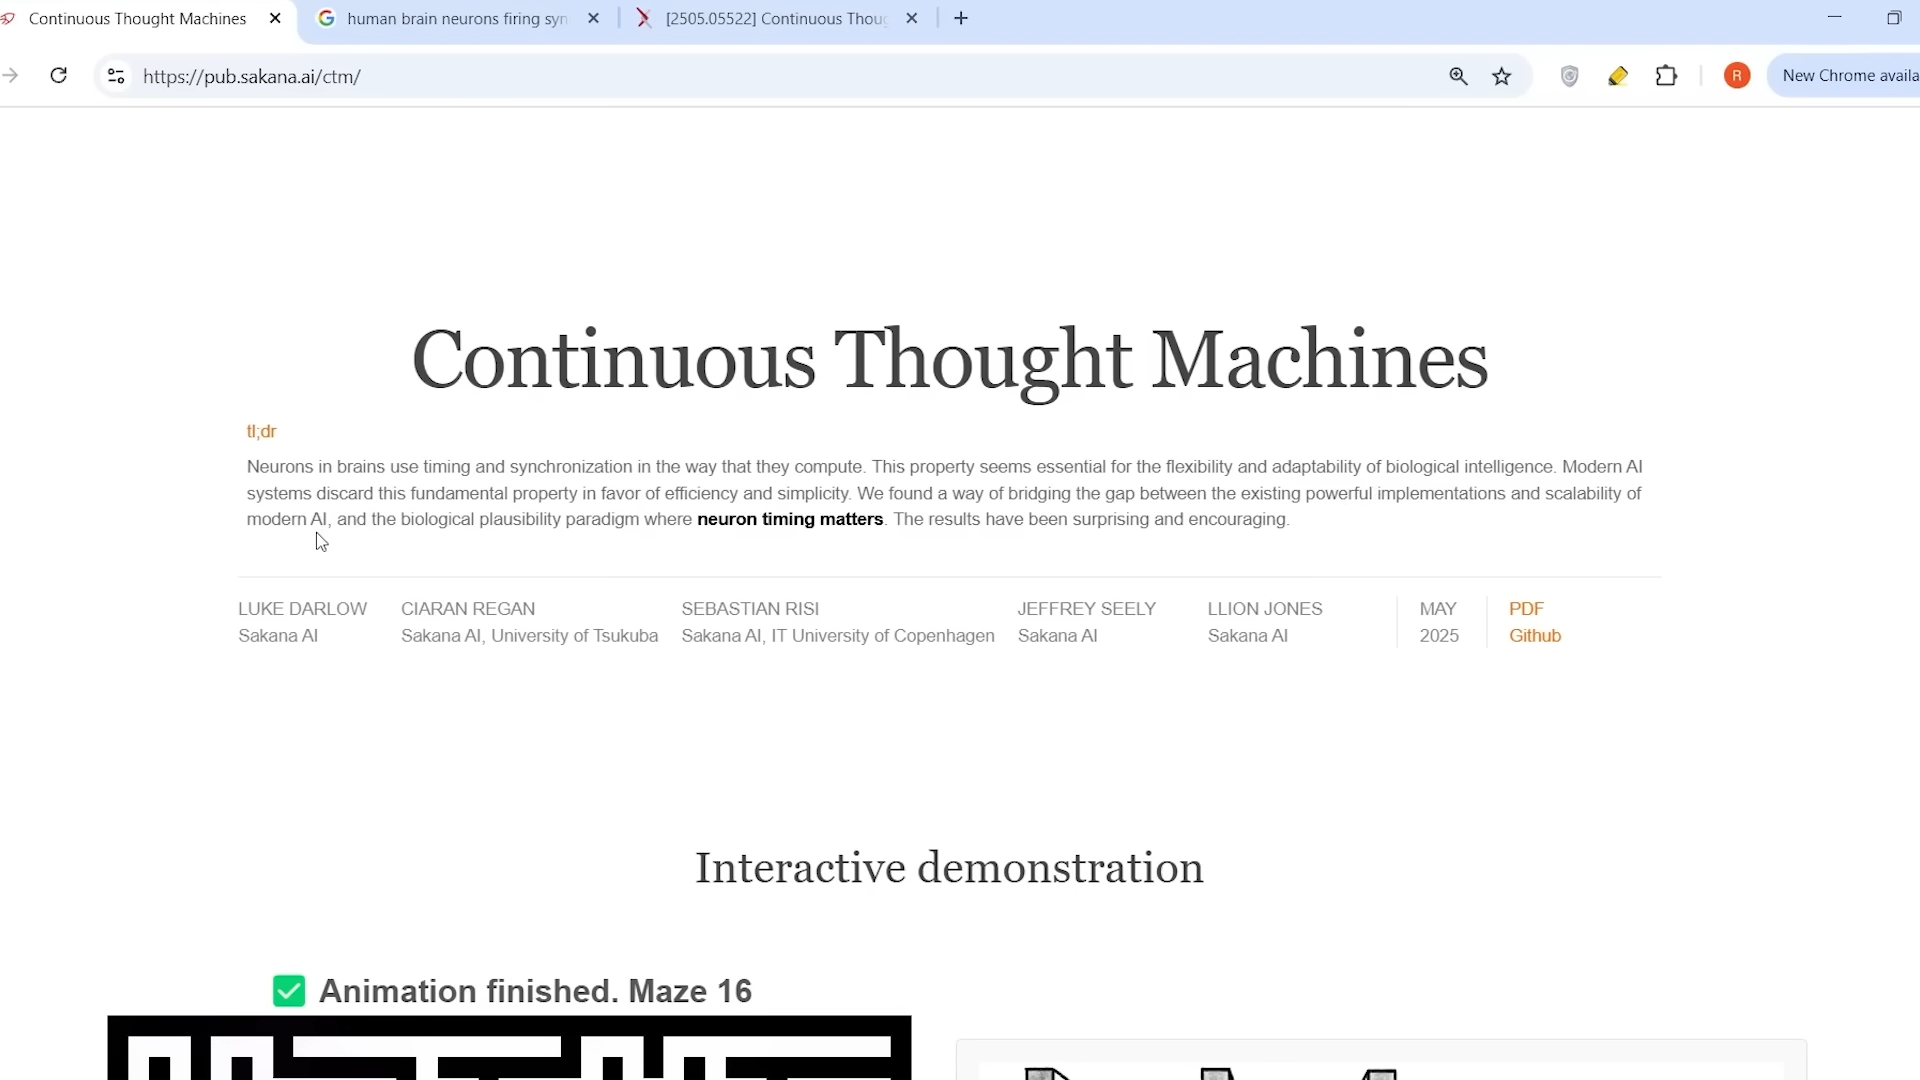 Continuous Thought Machines
human brain neurons firing syn
[2505.05522] Continuous Thou
https://pub.sakana.ai/ctm/
R
New Chrome availa
Continuous Thought Machines
tl;dr
Neurons in brains use timing and synchronization in the way that they compute. This property seems essential for the flexibility and adaptability of biological intelligence. Modern AI
systems discard this fundamental property in favor of efficiency and simplicity. We found a way of bridging the gap between the existing powerful implementations and scalability of
modern AI, and the biological plausibility paradigm where neuron timing matters. The results have been surprising and encouraging.
LUKE DARLOW CIARAN REGAN SEBASTIAN RISI JEFFREY SEELY LLION JONES MAY PDF
Sakana AI Sakana AI, University of Tsukuba Sakana AI, IT University of Copenhagen Sakana AI Sakana AI 2025 Github
Interactive demonstration
Animation finished. Maze 16